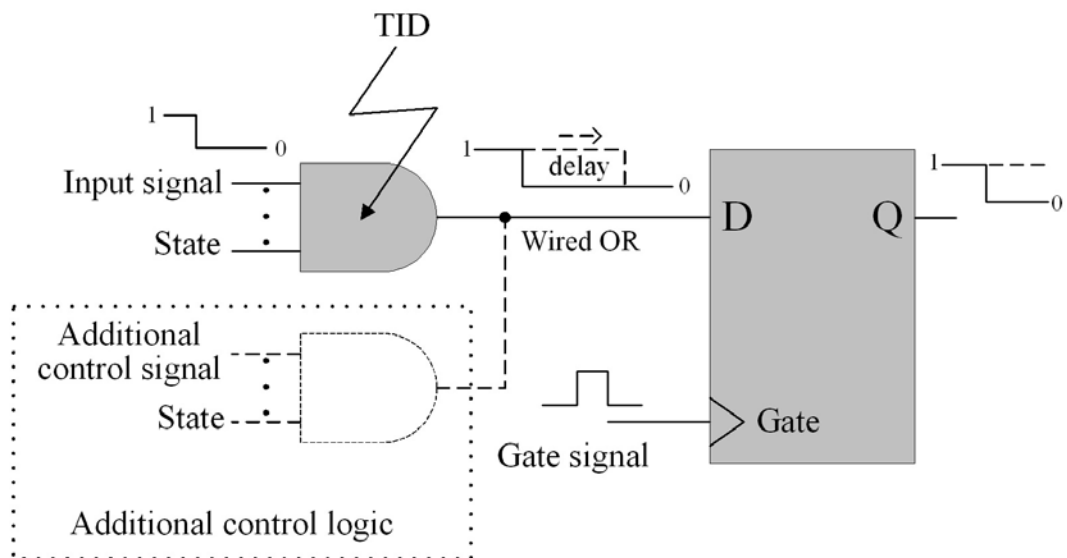 TID
1
0
Input signal
State
1
delay
0
Wired OR
D
Q
1
0
Additional
control signal
State
Gate
Gate signal
Additional control logic